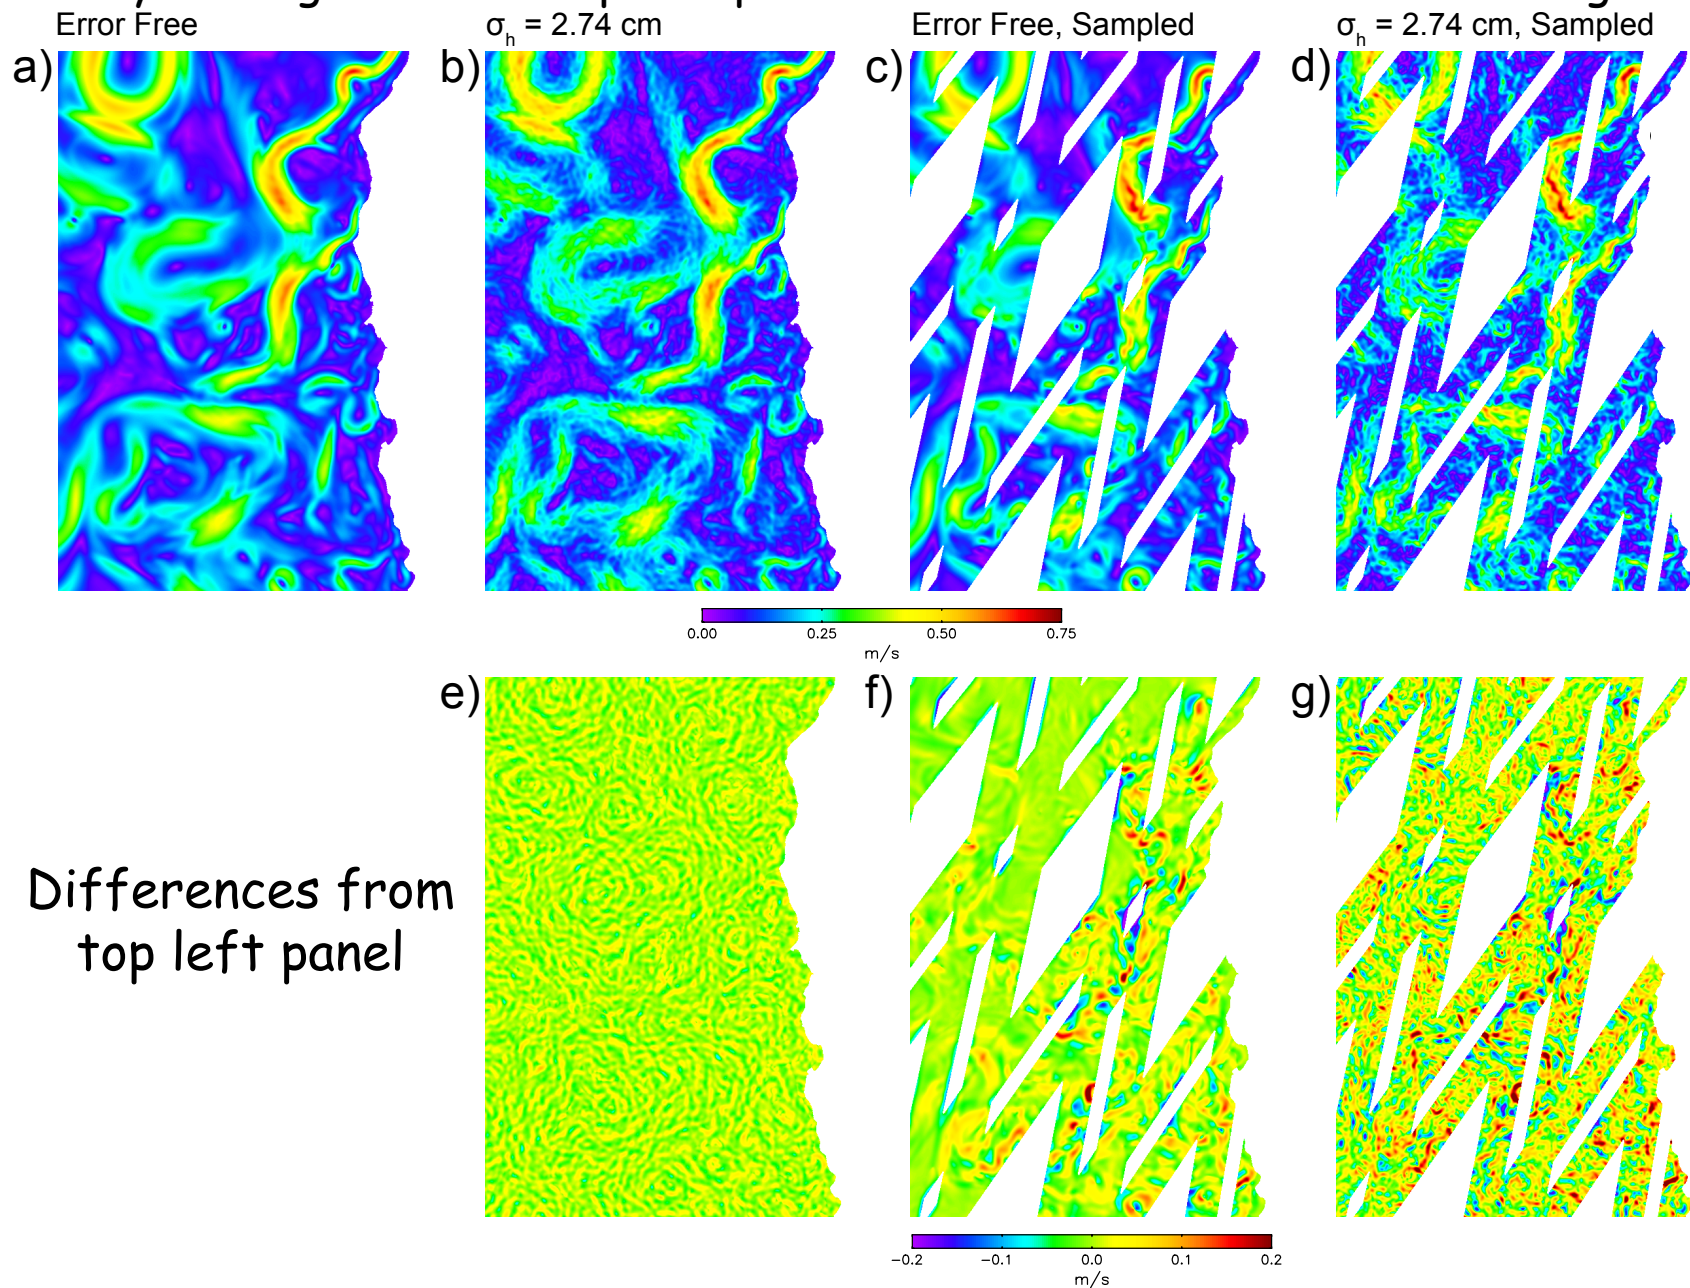 Error Free
σh = 2.74 cm
Error Free, Sampled
σh = 2.74 cm, Sampled
a)
b)
c)
d)
0.00 0.25 0.50 0.75
m/s
e)
f)
g)
Differences from
top left panel
−0.2 −0.1 0.0 0.1 0.2
m/s